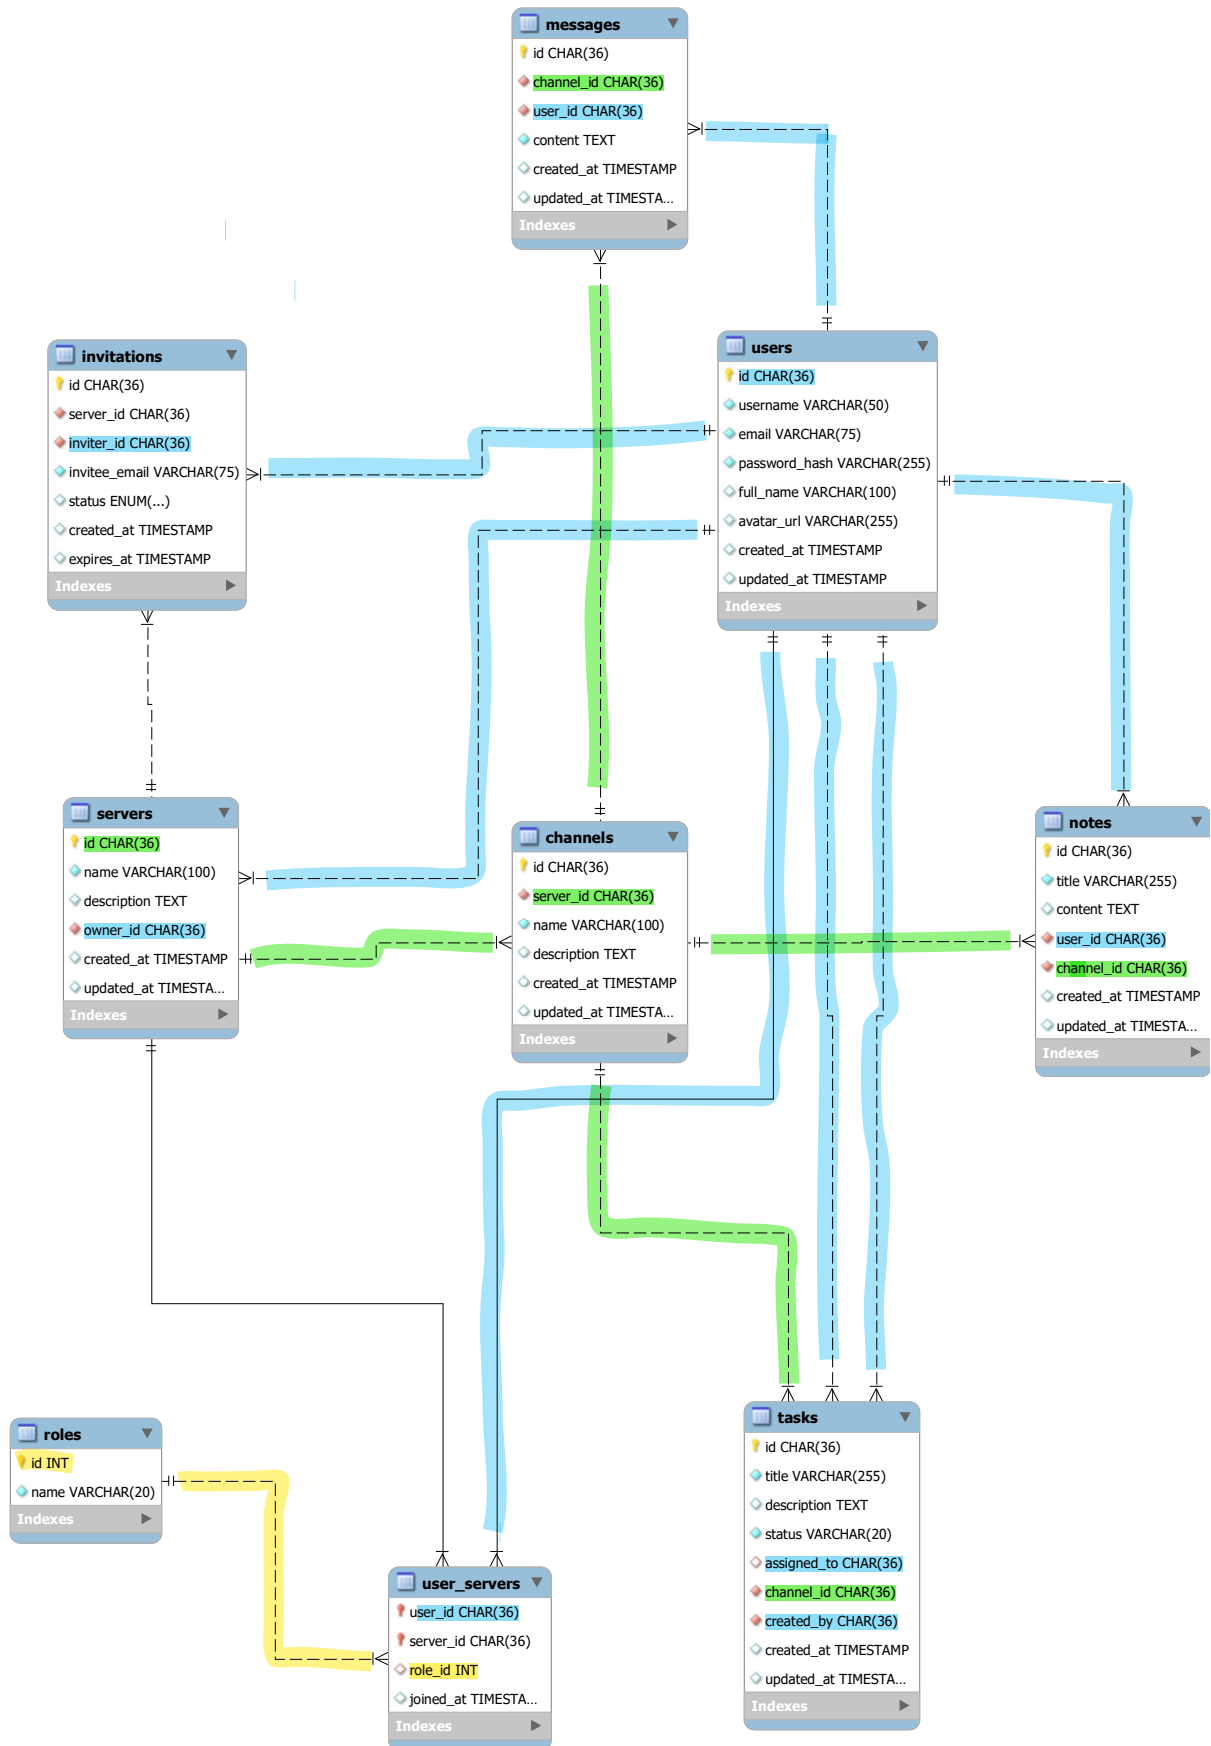 messages
id CHAR(36)
channel_id CHAR(36)
user_id CHAR(36)
content TEXT
created_at TIMESTAMP
updated_at TIMESTA...
Indexes
invitations
id CHAR(36)
server_id CHAR(36)
inviter_id CHAR(36)
invitee_email VARCHAR(75)
status ENUM(...)
created_at TIMESTAMP
expires_at TIMESTAMP
Indexes
users
id CHAR(36)
username VARCHAR(50)
email VARCHAR(75)
password_hash VARCHAR(255)
full_name VARCHAR(100)
avatar_url VARCHAR(255)
created_at TIMESTAMP
updated_at TIMESTAMP
Indexes
servers
id CHAR(36)
name VARCHAR(100)
description TEXT
owner_id CHAR(36)
created_at TIMESTAMP
updated_at TIMESTA...
Indexes
channels
id CHAR(36)
server_id CHAR(36)
name VARCHAR(100)
description TEXT
created_at TIMESTAMP
updated_at TIMESTA...
Indexes
notes
id CHAR(36)
title VARCHAR(255)
content TEXT
user_id CHAR(36)
channel_id CHAR(36)
created_at TIMESTAMP
updated_at TIMESTA...
Indexes
roles
id INT
name VARCHAR(20)
Indexes
user_servers
user_id CHAR(36)
server_id CHAR(36)
role_id INT
joined_at TIMESTA...
Indexes
tasks
id CHAR(36)
title VARCHAR(255)
description TEXT
status VARCHAR(20)
assigned_to CHAR(36)
channel_id CHAR(36)
created_by CHAR(36)
created_at TIMESTAMP
updated_at TIMESTA...
Indexes